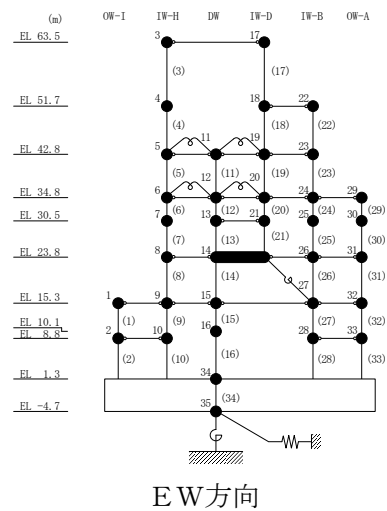 (m) OW-I IW-H DW IW-D IW-B OW-A
EL 63.5 3 17
(3) (17)
EL 51.7 4 18 22
(4) 11 19 (18) (22)
EL 42.8 5 23
(5) 12 (11) 20 (19) (23)
EL 34.8 6 24 29
(6) (12) (20) (24) (29)
EL 30.5 7 13 21 25 30
(7) (13) (21) (25) (30)
EL 23.8 8 14 26 31
(8) (14) 27 (26) (31)
EL 15.3 1 9 15 32
(1) (9) (15) (27) (32)
EL 10.1 16
EL 8.8 2 10 28 33
(2) (10) (16) (28) (33)
EL 1.3 34
(34)
EL -4.7 35
EW方向